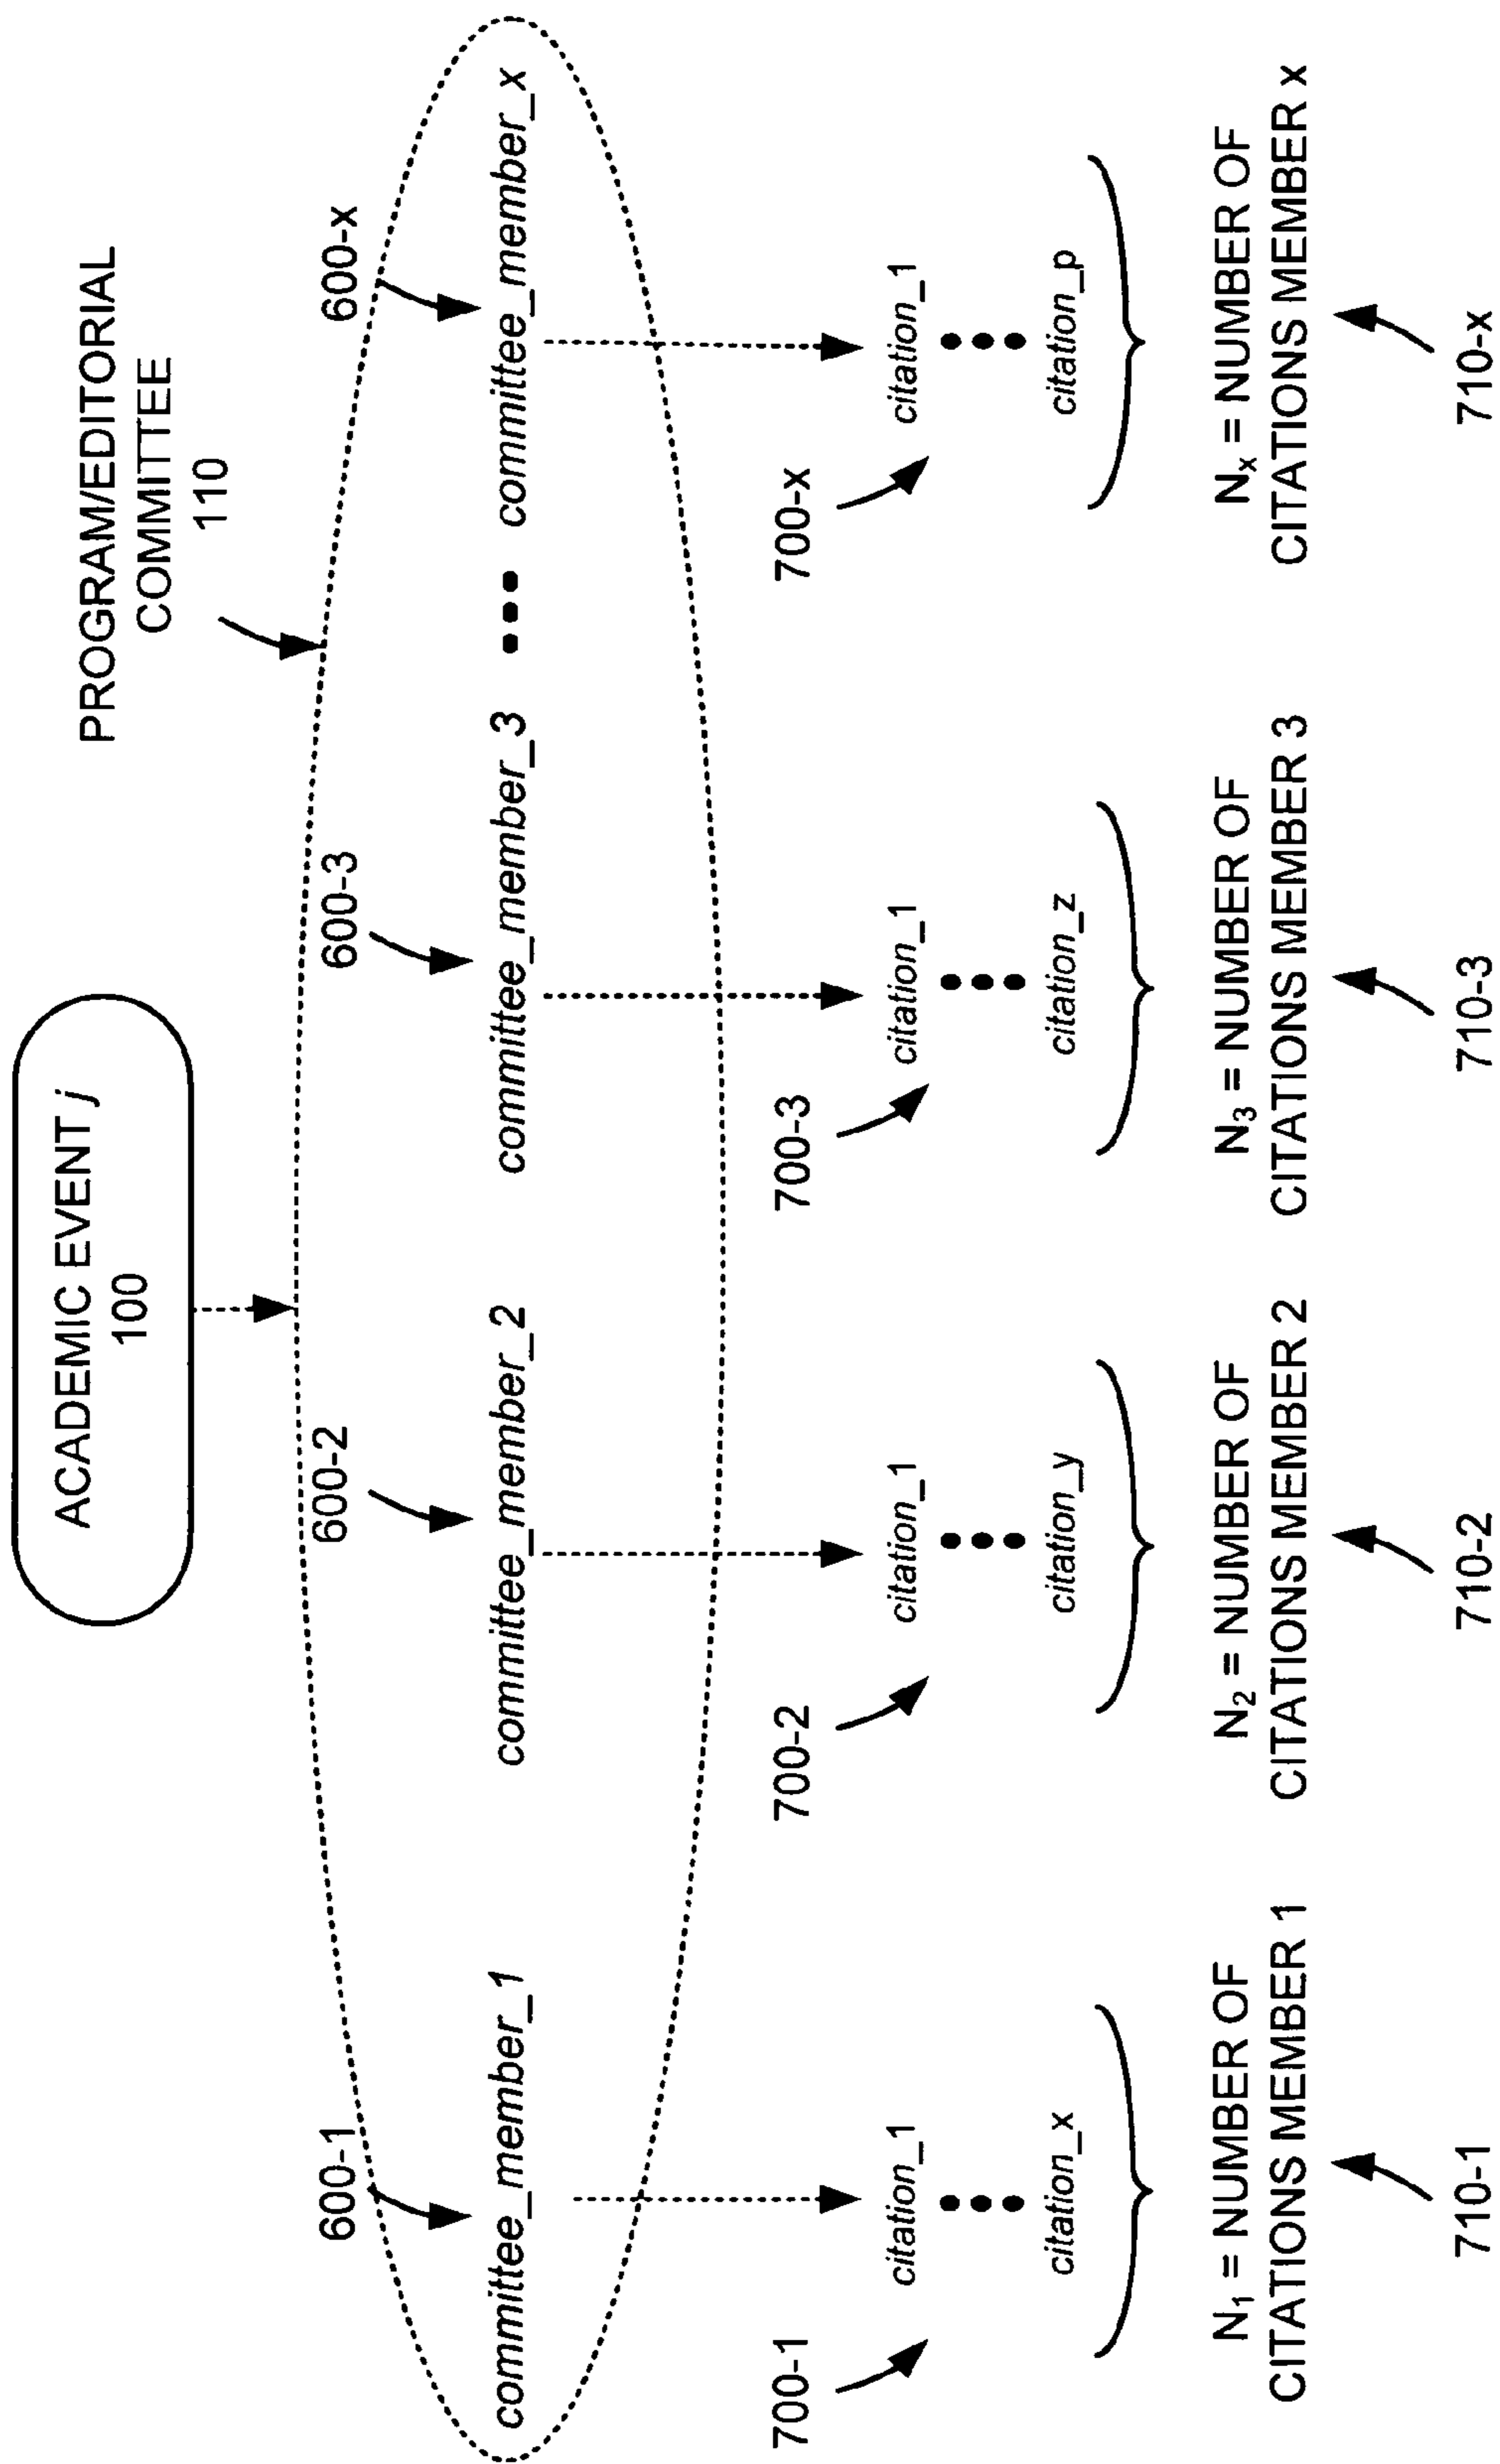 ACADEMIC EVENT j
100
PROGRAM/EDITORIAL
COMMITTEE
110
600-1
600-2
600-3
600-x
committee_member_1
committee_member_2
committee_member_3
committee_member_x
700-1
700-2
700-3
700-x
citation_1
citation_x
citation_1
citation_y
citation_1
citation_z
citation_1
citation_p
N₁ = NUMBER OF
CITATIONS MEMBER 1
N₂ = NUMBER OF
CITATIONS MEMBER 2
N₃ = NUMBER OF
CITATIONS MEMBER 3
Nₓ = NUMBER OF
CITATIONS MEMBER x
710-1
710-2
710-3
710-x